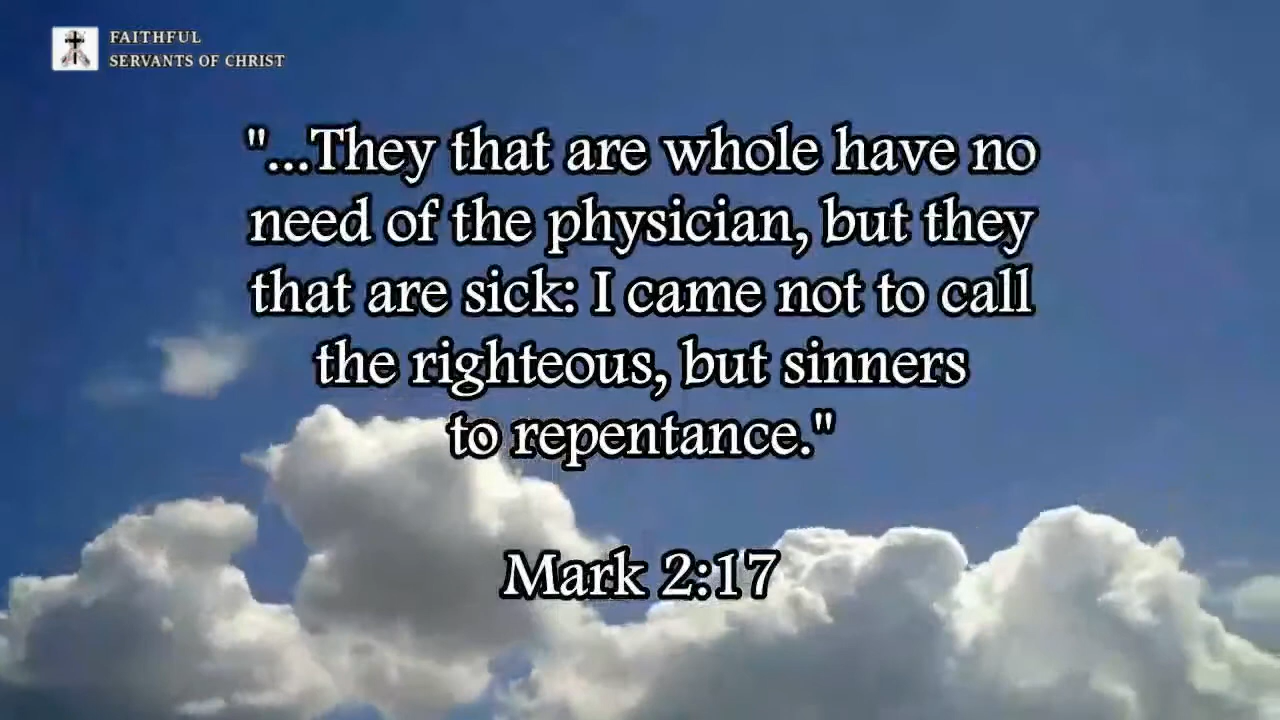 FAITHFUL
SERVANTS OF CHRIST
"...They that are whole have no
need of the physician, but they
that are sick: I came not to call
the righteous, but sinners
to repentance."
Mark 2:17